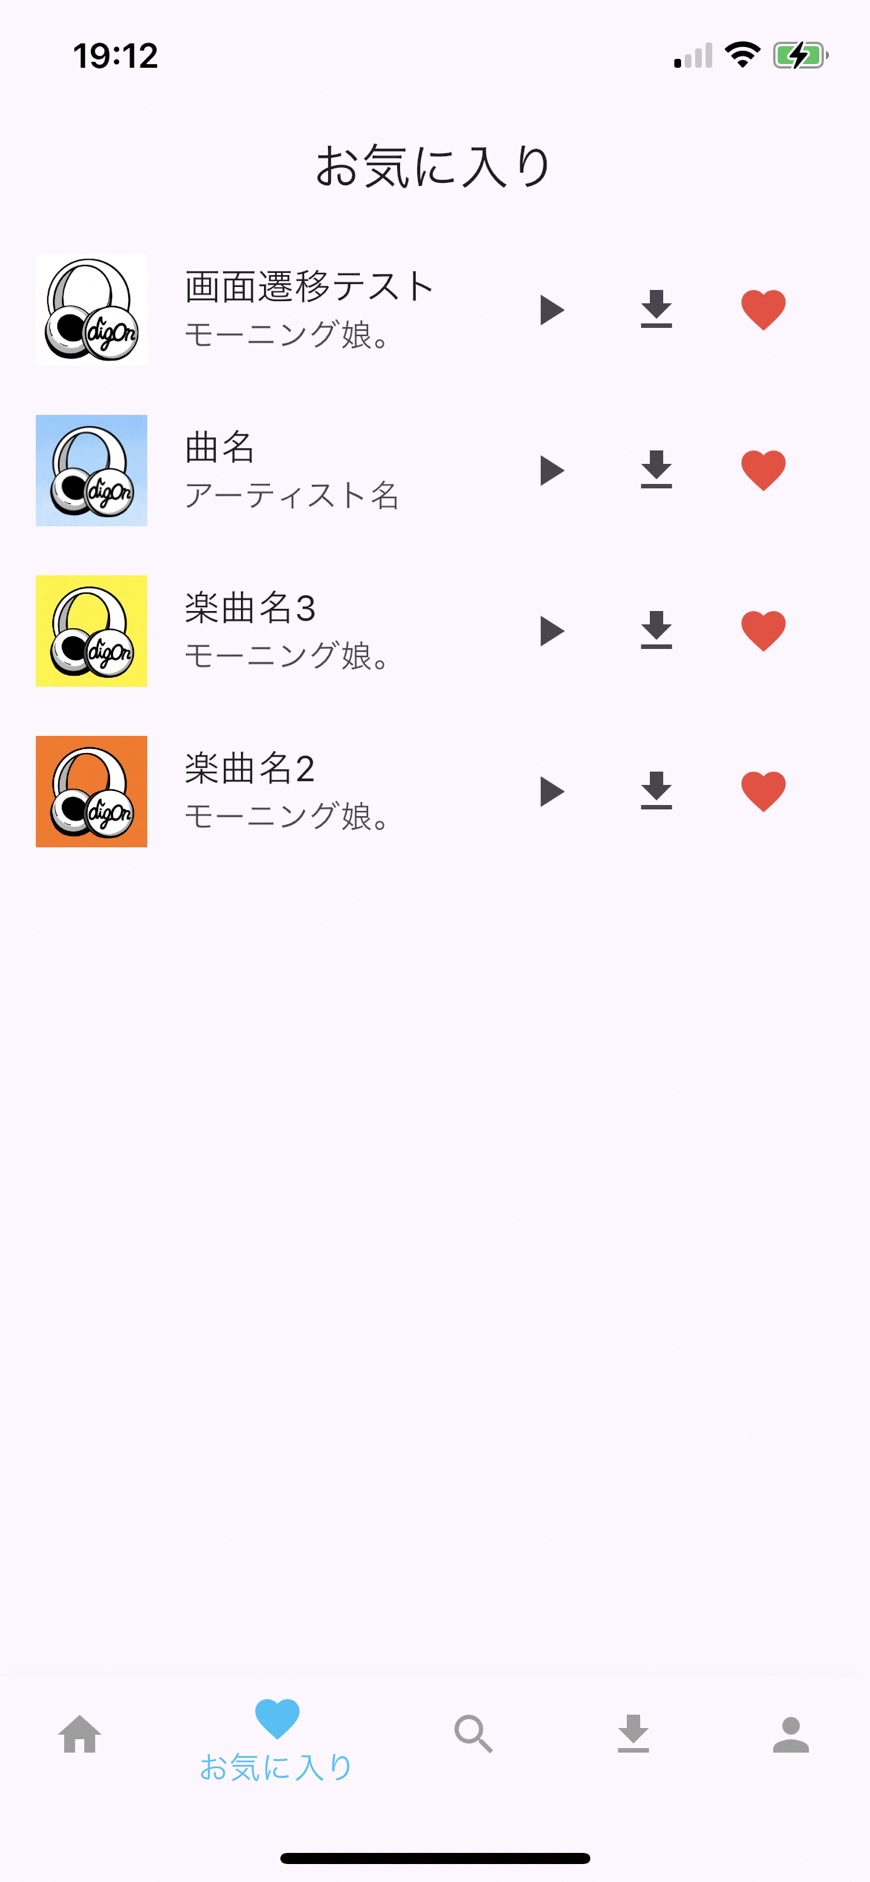 19:12
お気に入り
digOn
画面遷移テスト
モーニング娘。
digOn
曲名
アーティスト名
digOn
楽曲名3
モーニング娘。
digOn
楽曲名2
モーニング娘。
お気に入り